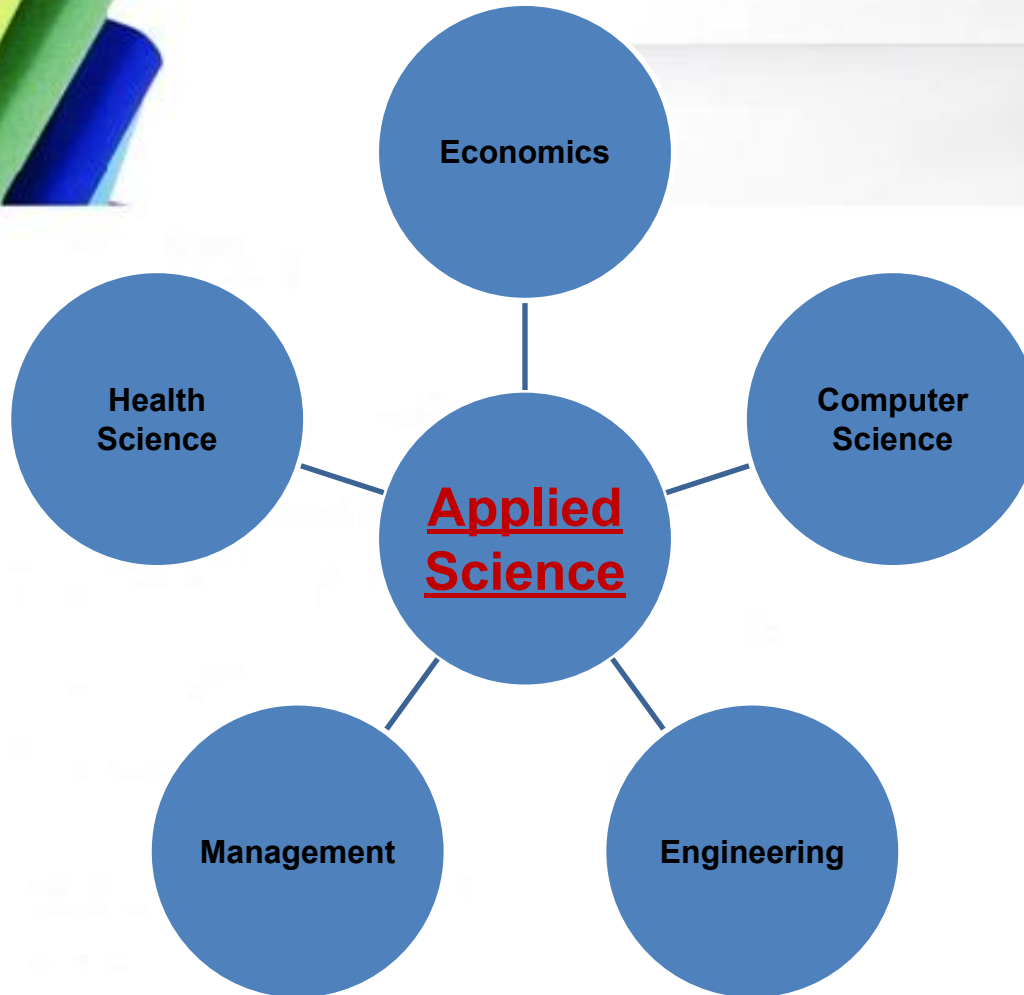 Economics
Health
Science
Computer
Science
Applied
Science
Management
Engineering